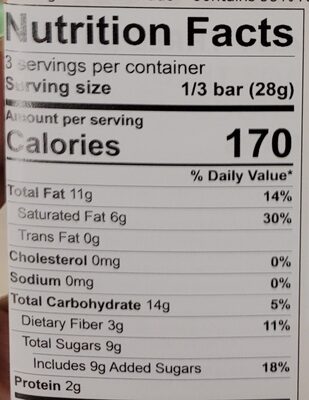 Nutrition Facts
3 servings per container
Serving size 1/3 bar (28g)
Amount per serving
Calories 170
% Daily Value*
Total Fat 11g 14%
Saturated Fat 6g 30%
Trans Fat 0g
Cholesterol 0mg 0%
Sodium 0mg 0%
Total Carbohydrate 14g 5%
Dietary Fiber 3g 11%
Total Sugars 9g
Includes 9g Added Sugars 18%
Protein 2g